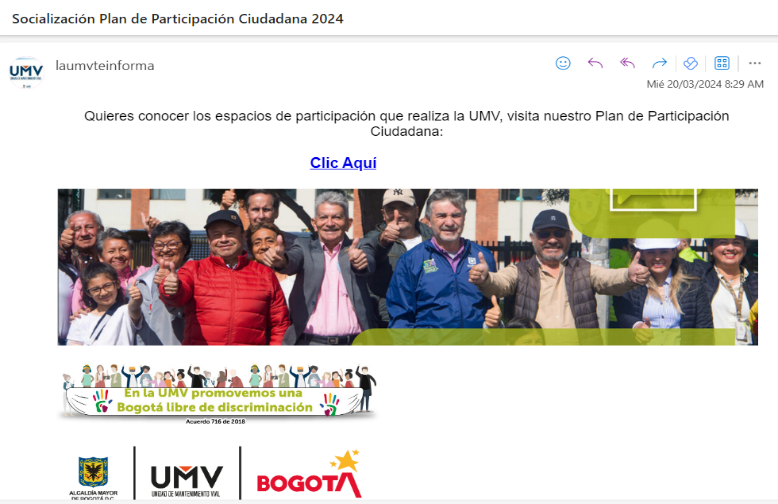 Socialización Plan de Participación Ciudadana 2024
UMV
laumvteinforma
Mié 20/03/2024 8:29 AM
Quieres conocer los espacios de participación que realiza la UMV, visita nuestro Plan de Participación
Ciudadana:
Clic Aquí
En la UMV promovemos una
Bogotá libre de discriminación
Acuerdo 716 de 2018
ALCALDÍA MAYOR
DE BOGOTÁ D.C.
UMV
UNIDAD DE MANTENIMIENTO VIAL
BOGOTÁ